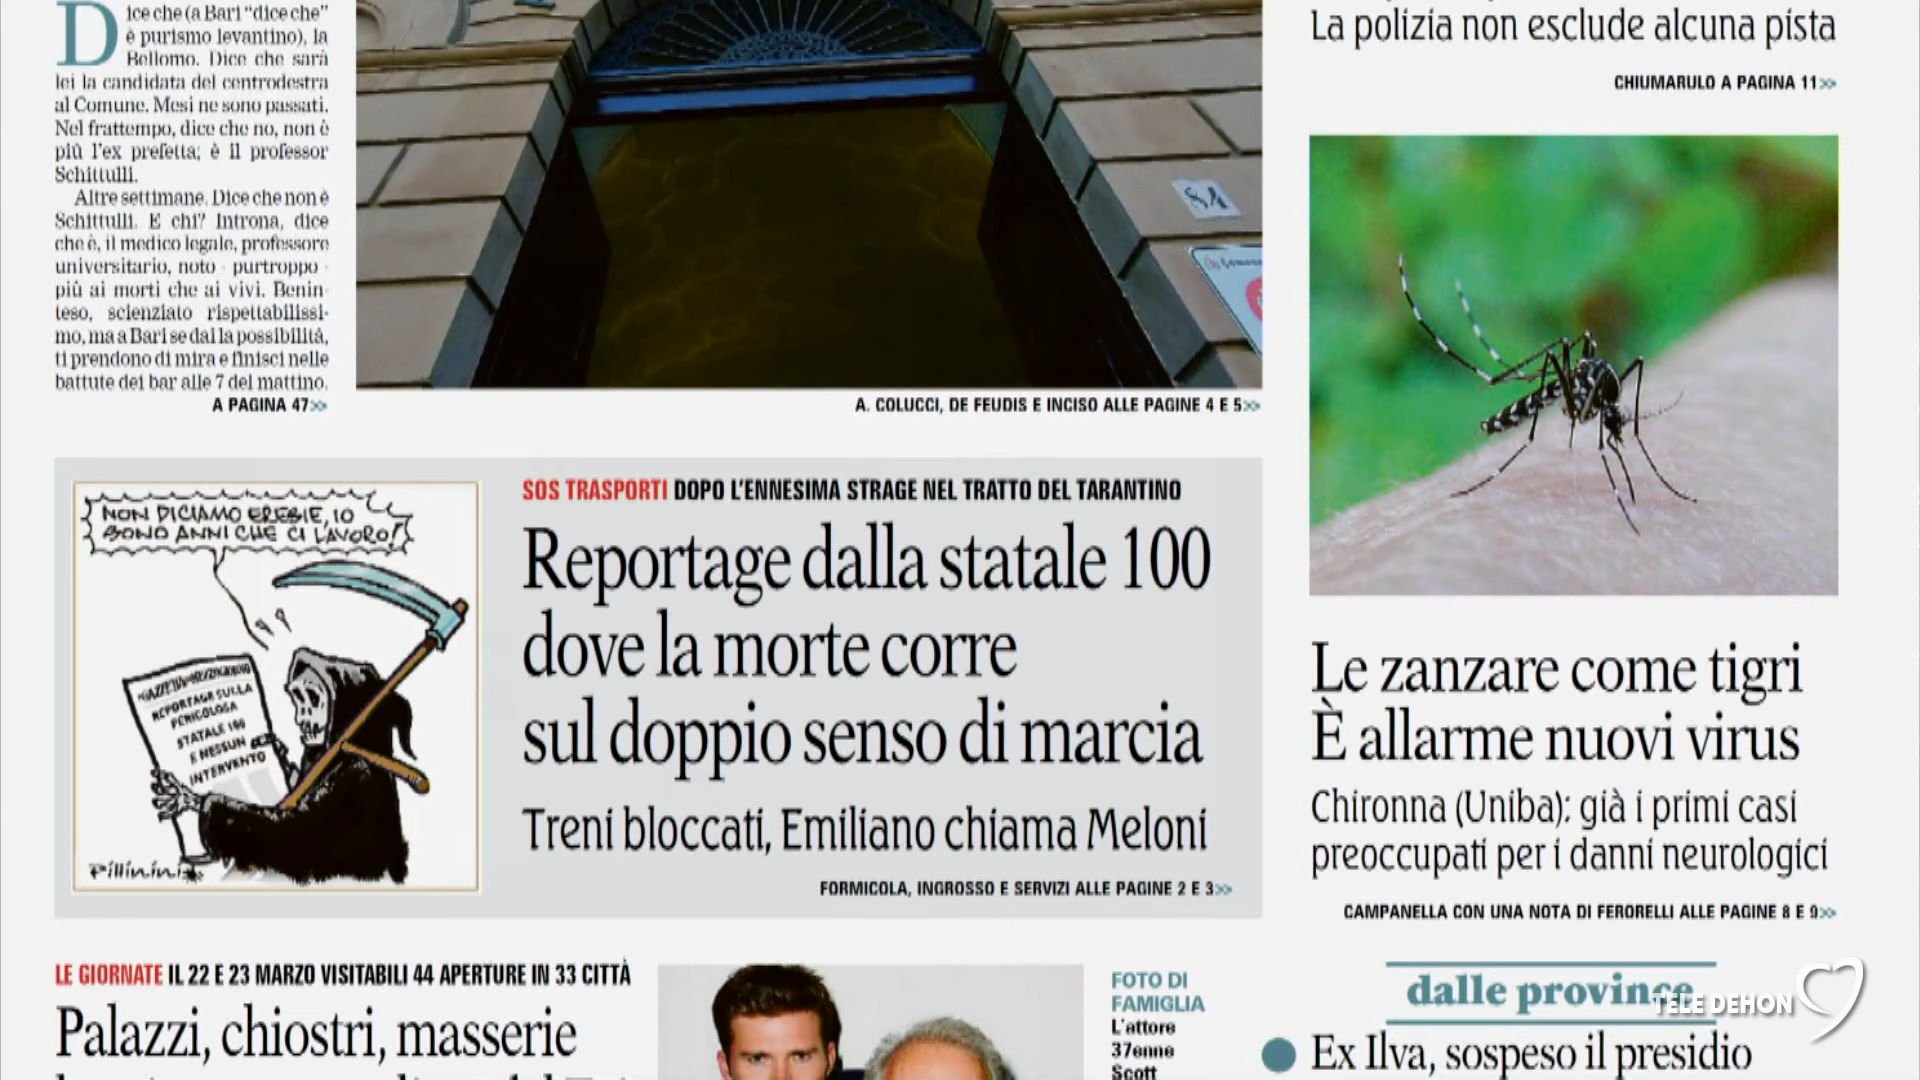 Dice che (a Bari “dice che”
è purismo levantino), la
Bellomo. Dice che sarà
lei la candidata del centrodestra
al Comune. Mesi ne sono passati.
Nel frattempo, dice che no, non è
più l'ex prefetta; è il professor
Schittulli.
Altre settimane. Dice che non è
Schittulli. E chi? Introna, dice
che è, il medico legale, professore
universitario, noto - purtroppo -
più ai morti che ai vivi. Benin-
teso, scienziato rispettabilissi-
mo, ma a Bari se dai la possibilità,
ti prendono di mira e finisci nelle
battute dei bar alle 7 del mattino.
A PAGINA 47>>
84
A. COLUCCI, DE FEUDIS E INCISO ALLE PAGINE 4 E 5>>
La polizia non esclude alcuna pista
CHIUMARULO A PAGINA 11>>
NON DICIAMO ERESIE, IO
SONO ANNI CHE CI LAVORO!
REPORTAGE SULLA
PERICOLOSA
STATALE 100
E NESSUN
INTERVENTO
Pillinini
SOS TRASPORTI DOPO L'ENNESIMA STRAGE NEL TRATTO DEL TARANTINO
Reportage dalla statale 100
dove la morte corre
sul doppio senso di marcia
Treni bloccati, Emiliano chiama Meloni
FORMICOLA, INGROSSO E SERVIZI ALLE PAGINE 2 E 3>>
Le zanzare come tigri
È allarme nuovi virus
Chironna (Uniba): già i primi casi
preoccupati per i danni neurologici
CAMPANELLA CON UNA NOTA DI FERORELLI ALLE PAGINE 8 E 9>>
LE GIORNATE IL 22 E 23 MARZO VISITABILI 44 APERTURE IN 33 CITTÀ
Palazzi, chiostri, masserie
FOTO DI
FAMIGLIA
L'attore
37enne
Scott
dalle province
TELE DEHON
Ex Ilva, sospeso il presidio